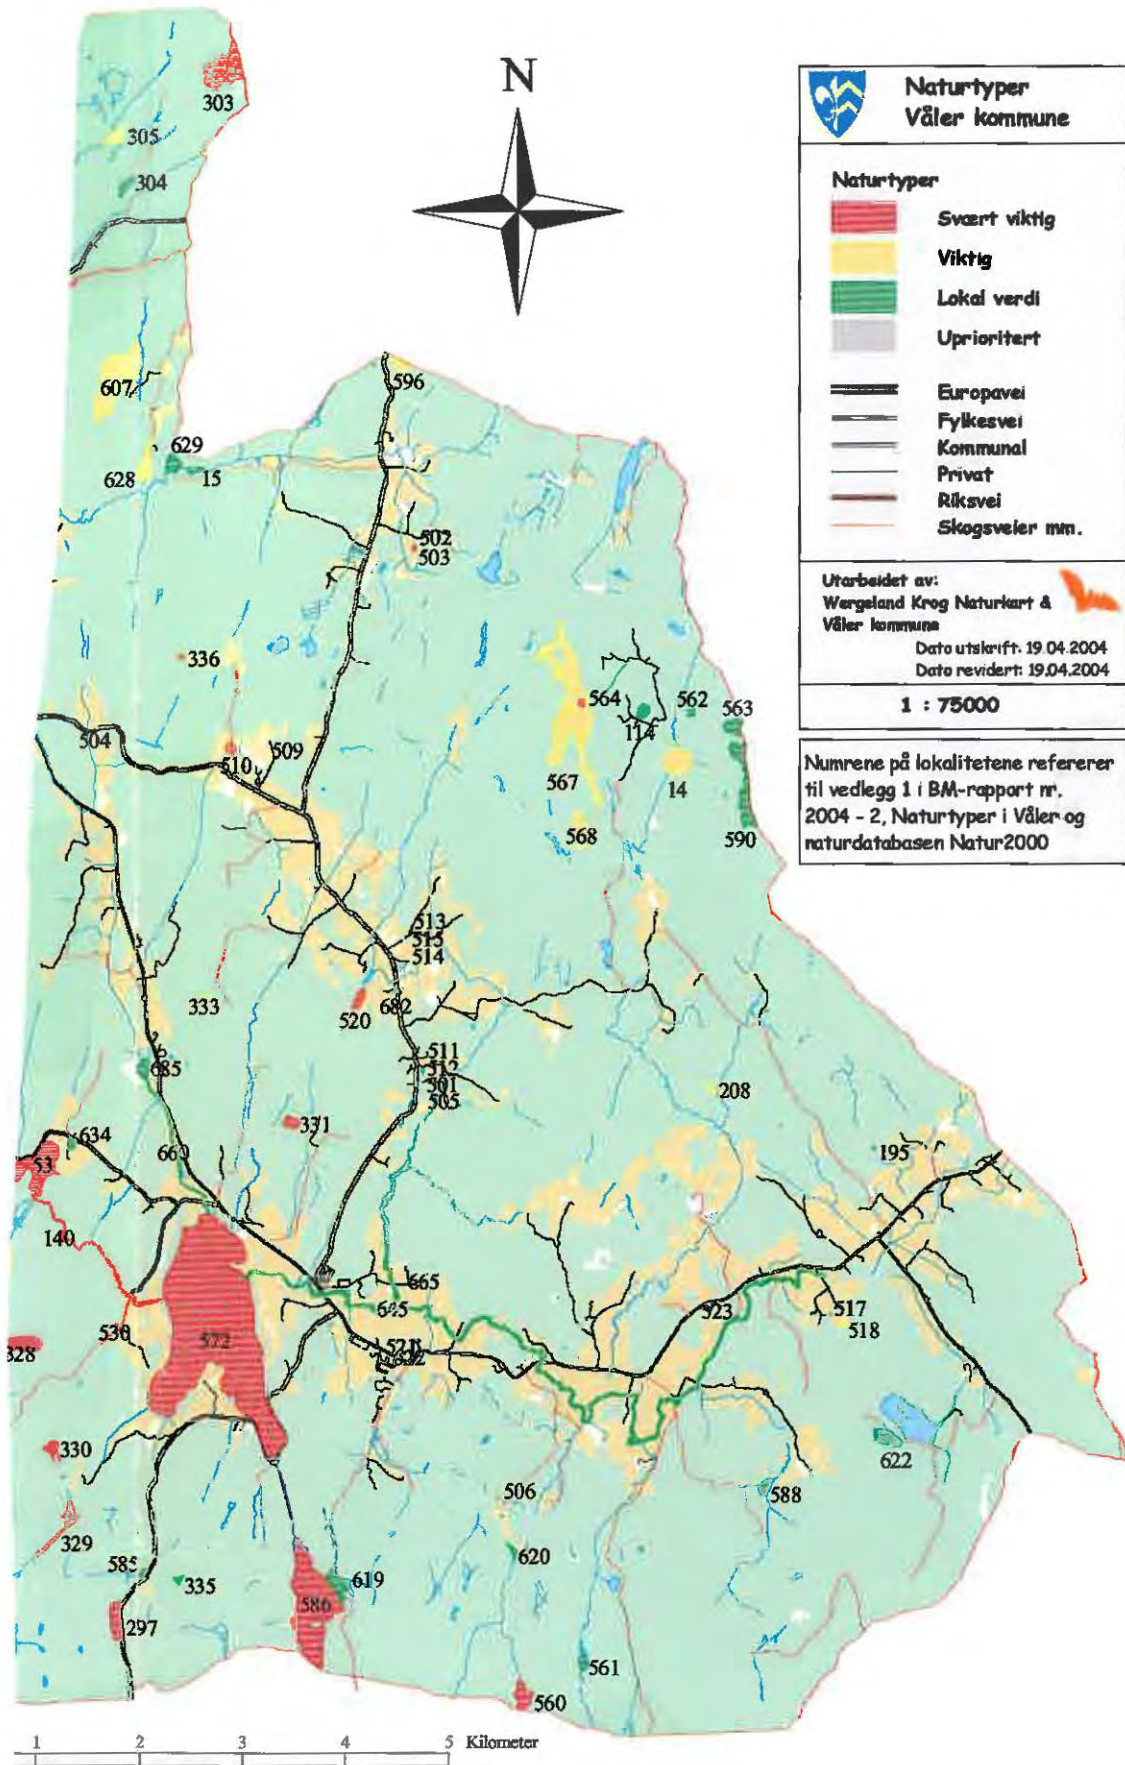 N
Naturtyper
Våler kommune
Naturtyper
Svært viktig
Viktig
Lokal verdi
Uprioritert
Europavei
Fylkesvei
Kommunal
Privat
Riksvei
Skogsveier mm.
Utarbeidet av:
Wergeland Krog Naturkart &
Våler kommune
Dato utskrift: 19.04.2004
Dato revidert: 19.04.2004
1 : 75000
Numrene på lokalitetene refererer
til vedlegg 1 i BM-rapport nr.
2004 - 2, Naturtyper i Våler og
naturdatabasen Natur2000
303
305
304
607
596
629
628
15
502
503
336
564
562
563
114
504
510
509
567
14
568
590
513
515
514
333
520
682
511
512
501
505
685
208
331
634
53
660
195
140
665
645
523
517
518
530
572
521
328
330
622
506
588
329
585
620
335
619
586
297
561
560
1 2 3 4 5 Kilometer